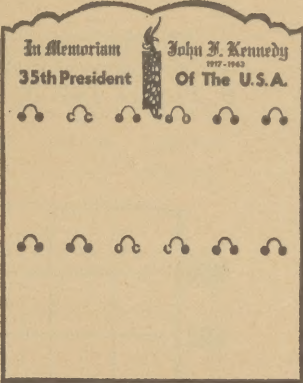 In Memoriam
John F. Kennedy
1917-1963
35th President
Of The U.S.A.